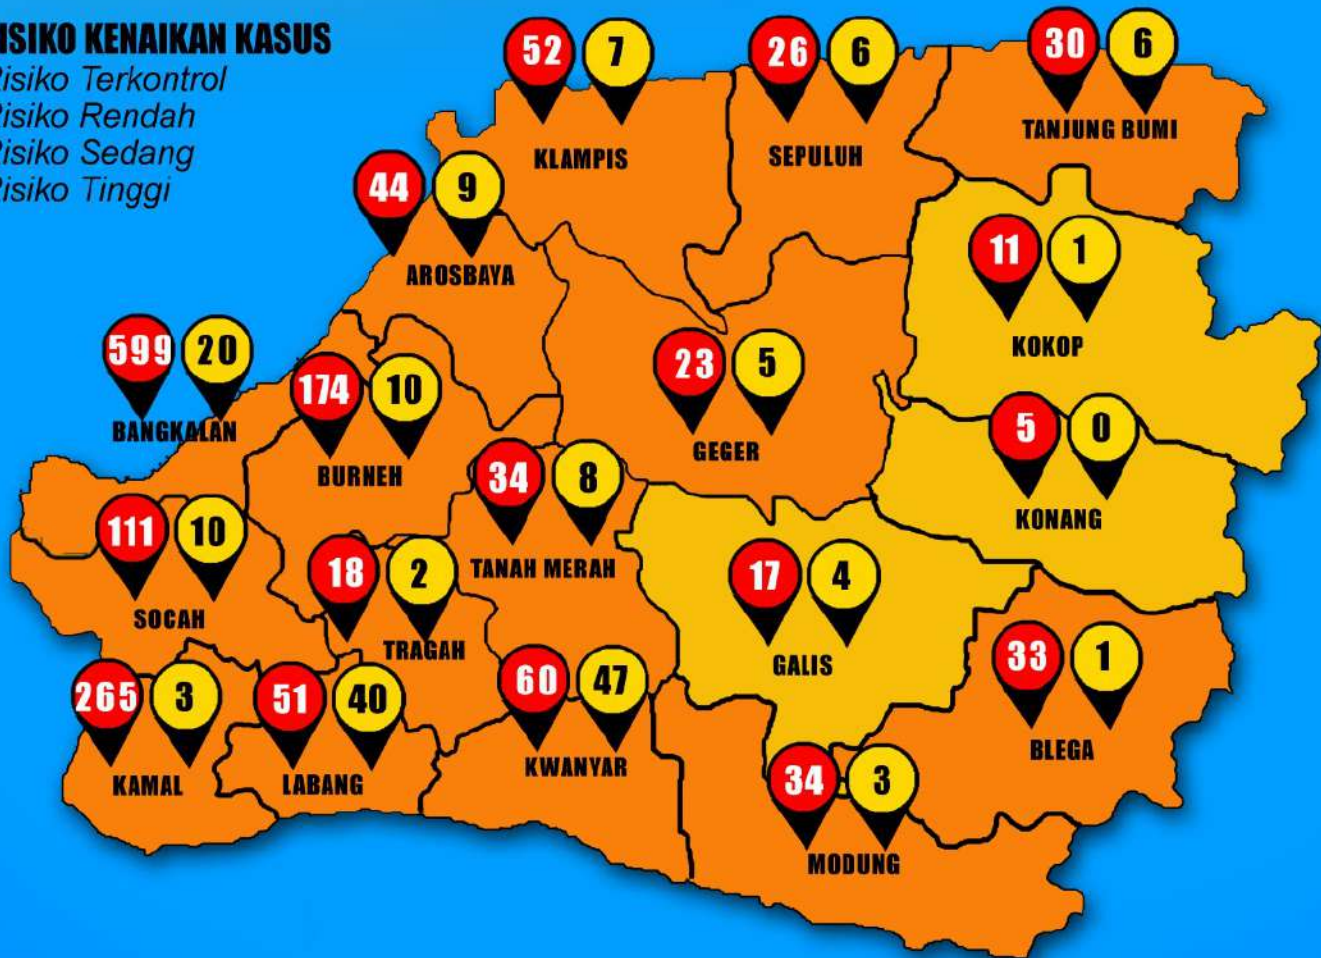 ISIKO KENAIKAN KASUS
isiko Terkontrol
isiko Rendah
isiko Sedang
isiko Tinggi
52 7
KLAMPIS
26 6
SEPULUH
30 6
TANJUNG BUMI
44 9
AROSBAYA
11 1
KOKOP
599 20
BANGKALAN
174 10
BURNEH
23 5
GEGER
5 0
KONANG
34 8
TANAH MERAH
111 10
SOCAH
18 2
TRAGAH
17 4
GALIS
33 1
BLEGA
265 3
KAMAL
51 40
LABANG
60 47
KWANYAR
34 3
MODUNG